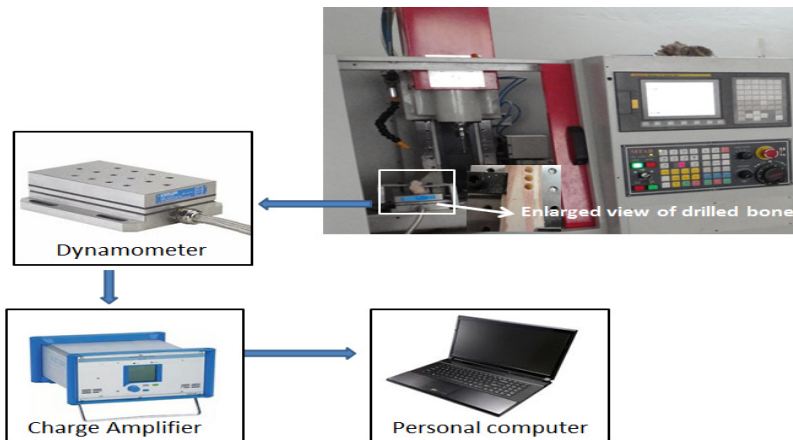 Enlarged view of drilled bone
Dynamometer
Charge Amplifier
Personal computer